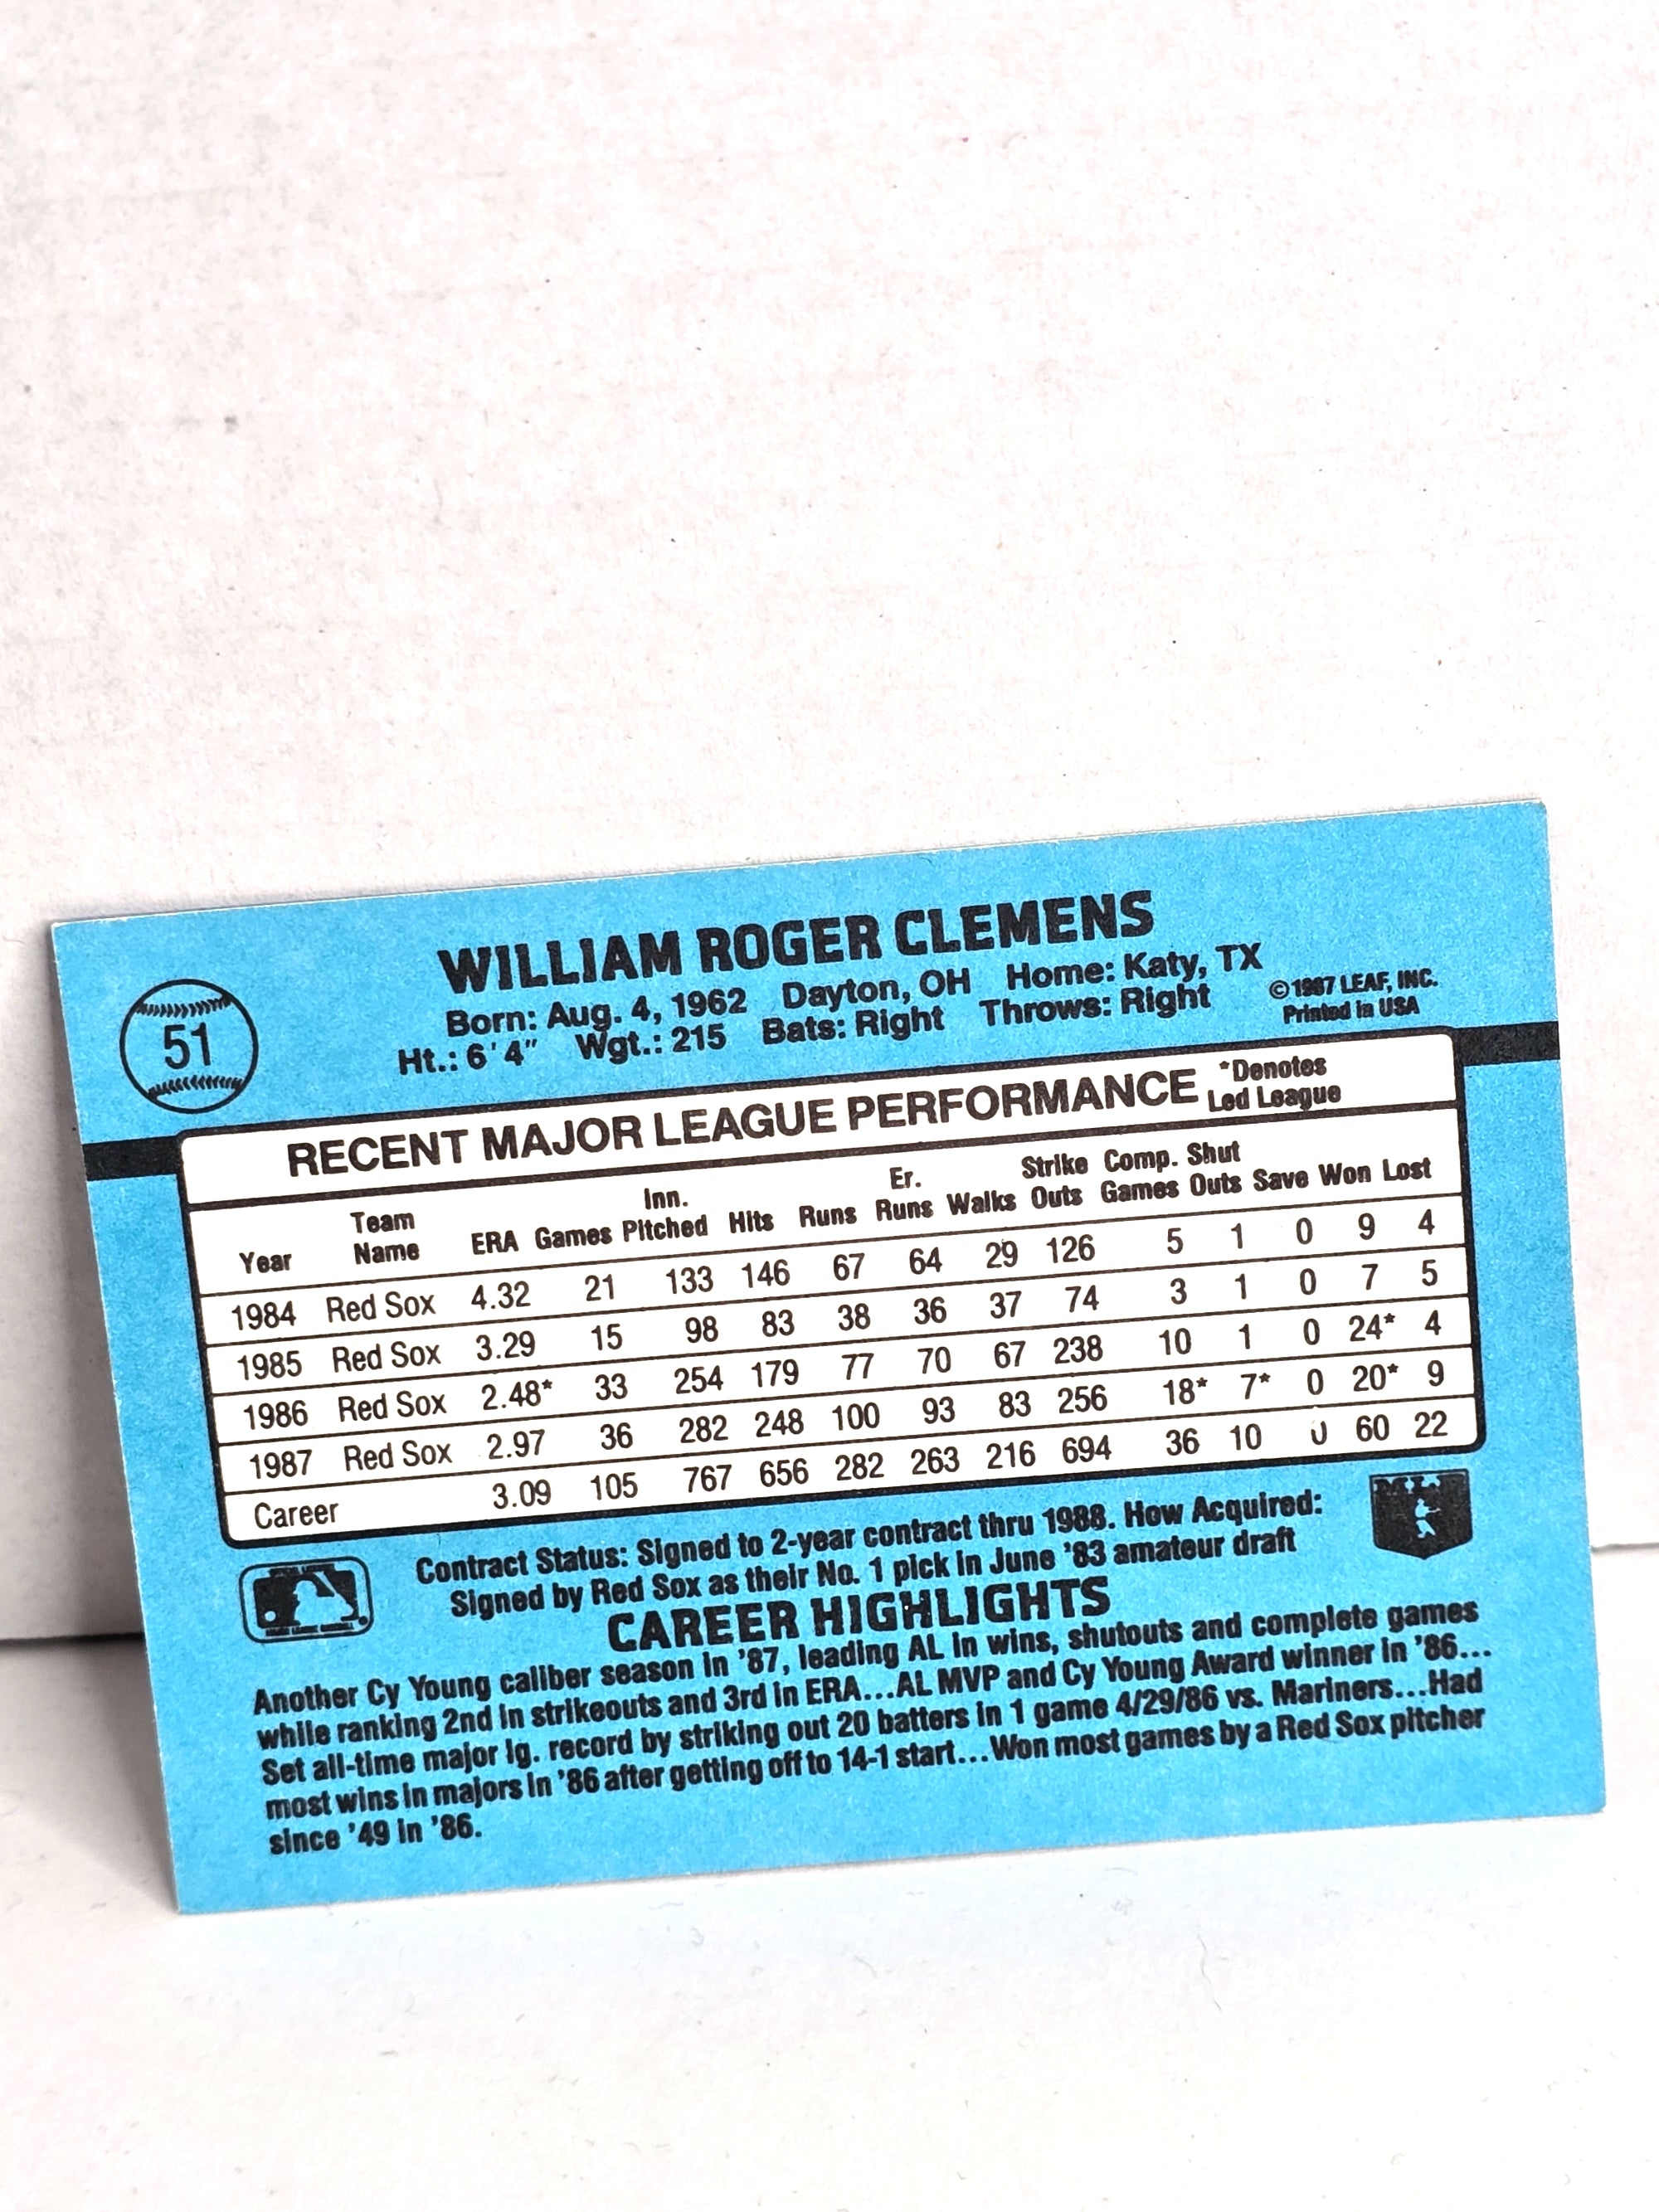 WILLIAM ROGER CLEMENS
Born: Aug. 4, 1962 Dayton, OH Home: Katy, TX
Ht.: 6'4" Wgt.: 215 Bats: Right Throws: Right
©1987 LEAF, INC.
Printed in USA
51
RECENT MAJOR LEAGUE PERFORMANCE *Denotes Led League
Year Team Name ERA Games Inn. Pitched Hits Runs Er. Runs Walks Strike Outs Comp. Games Shut Outs Save Won Lost
1984 Red Sox 4.32 21 133 146 67 64 29 126 5 1 0 9 4
1985 Red Sox 3.29 15 98 83 38 36 37 74 3 1 0 7 5
1986 Red Sox 2.48* 33 254 179 77 70 67 238 10 1 0 24* 4
1987 Red Sox 2.97 36 282 248 100 93 83 256 18* 7* 0 20* 9
Career 3.09 105 767 656 282 263 216 694 36 10 0 60 22
Contract Status: Signed to 2-year contract thru 1988. How Acquired:
Signed by Red Sox as their No. 1 pick in June '83 amateur draft
CAREER HIGHLIGHTS
Another Cy Young caliber season in '87, leading AL in wins, shutouts and complete games
while ranking 2nd in strikeouts and 3rd in ERA...AL MVP and Cy Young Award winner in '86...
Set all-time major lg. record by striking out 20 batters in 1 game 4/29/86 vs. Mariners...Had
most wins in majors in '86 after getting off to 14-1 start...Won most games by a Red Sox pitcher
since '49 in '86.